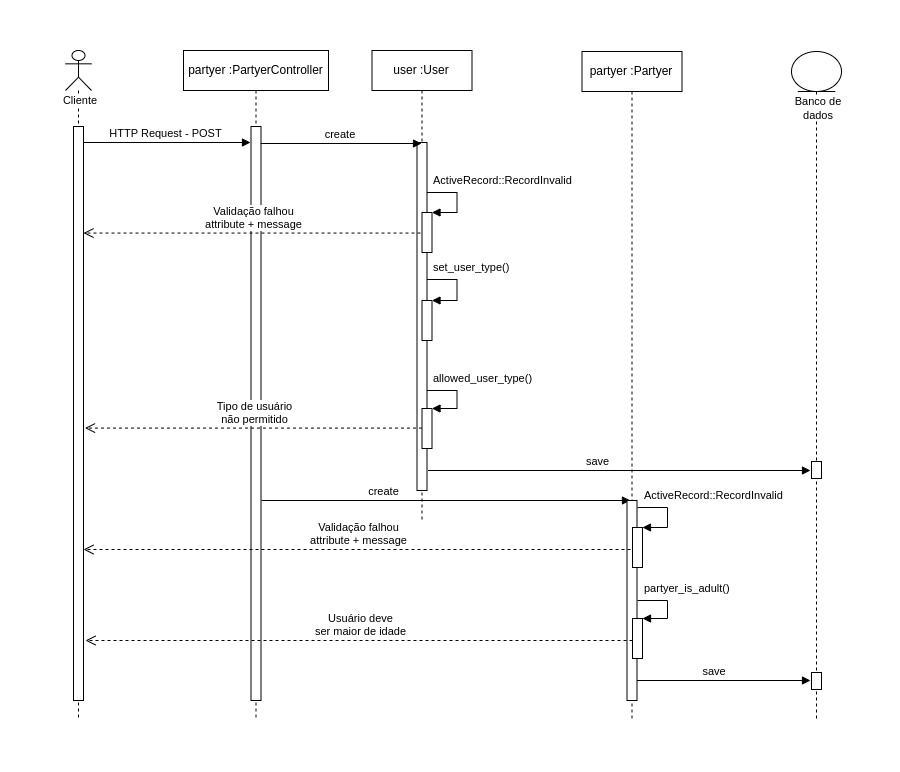 Cliente
partyer :PartyerController
user :User
partyer :Partyer
Banco de
dados
HTTP Request - POST
create
ActiveRecord::RecordInvalid
Validação falhou
attribute + message
set_user_type()
allowed_user_type()
Tipo de usuário
não permitido
save
create
ActiveRecord::RecordInvalid
Validação falhou
attribute + message
partyer_is_adult()
Usuário deve
ser maior de idade
save